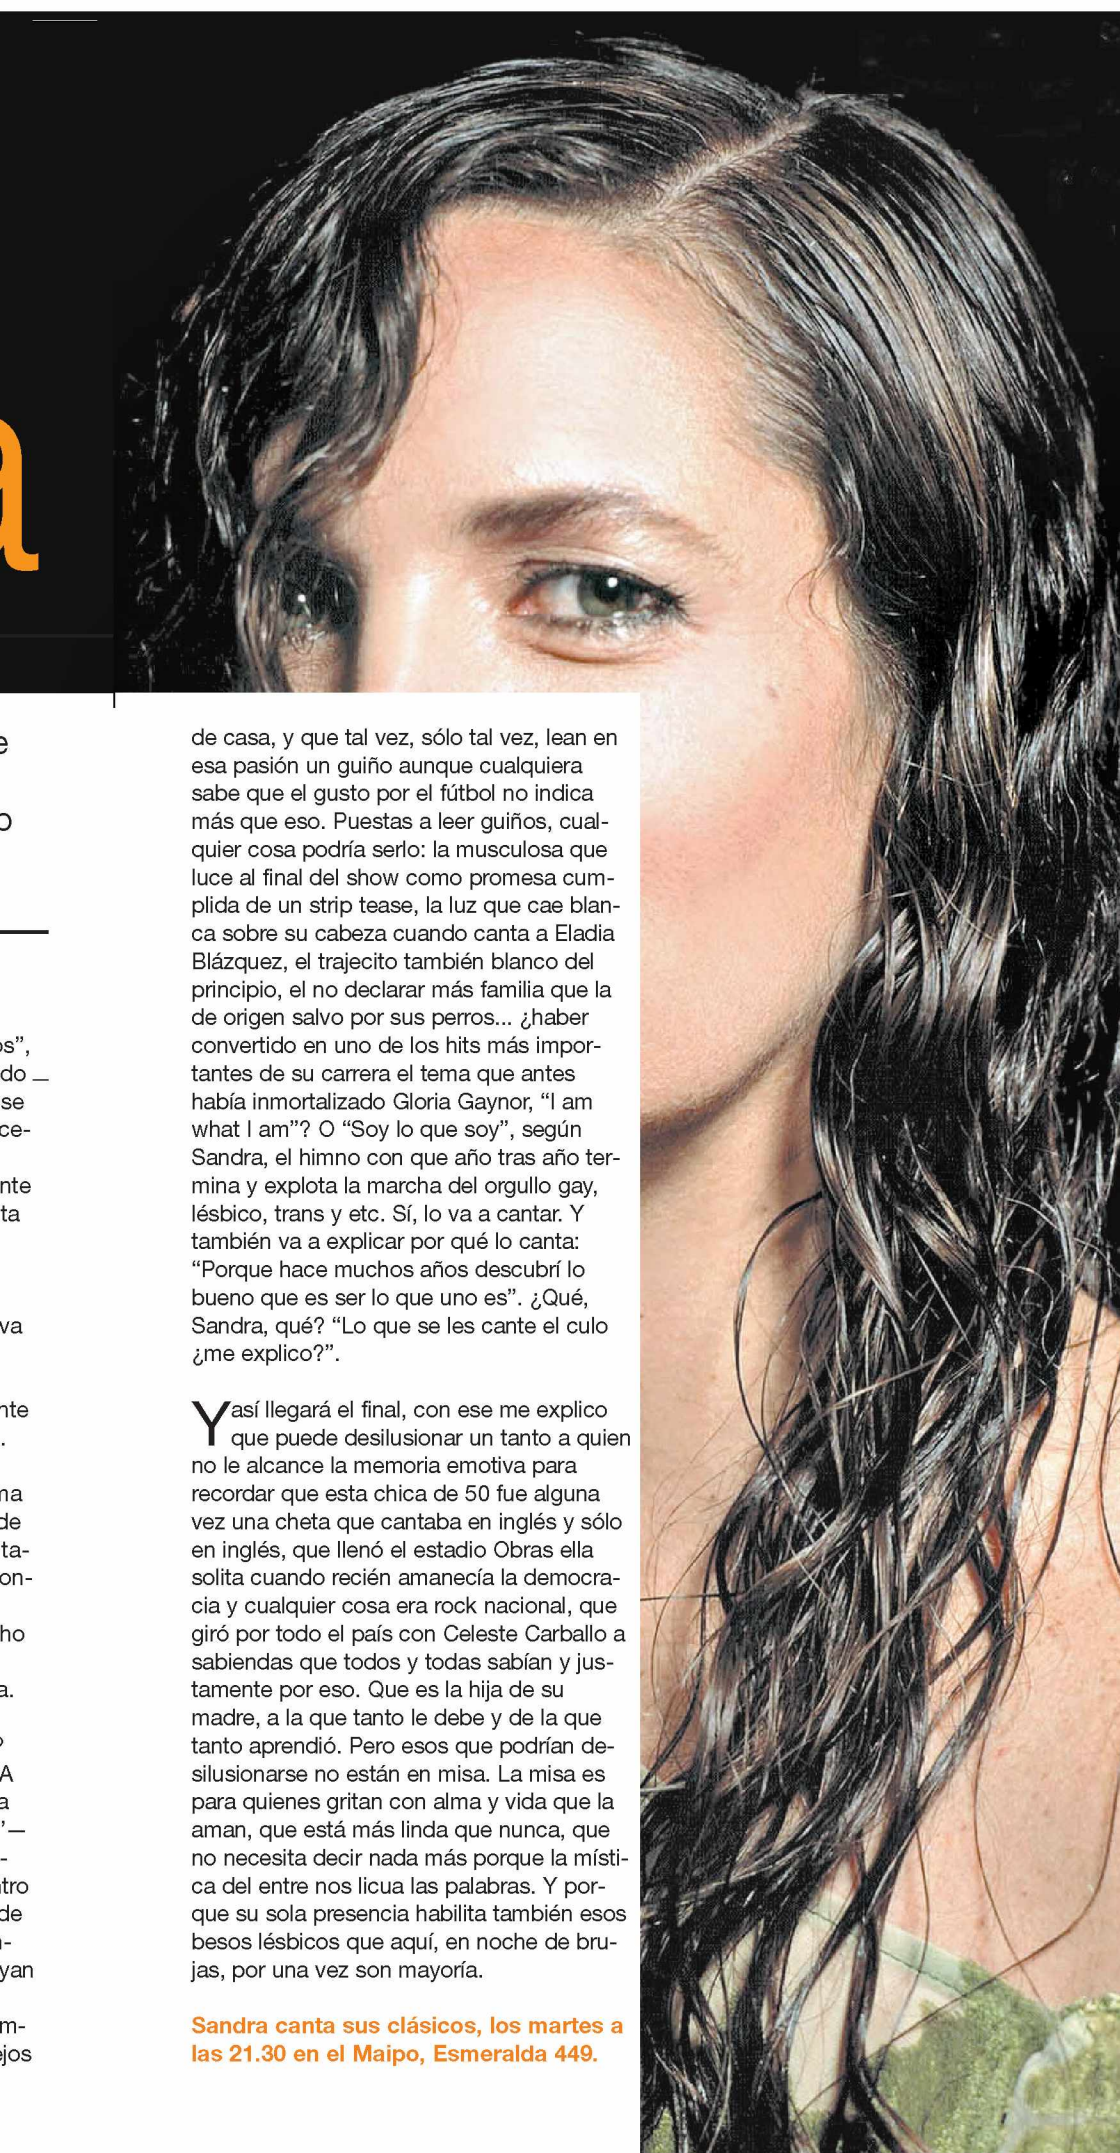 a
e
o
os”,
do —
se
ce-
nte
ta
va
nte
.
ma
de
ta-
on-
ho
a.
?
A
a
”—
-
ntro
de
n-
yan
m-
ejos
de casa, y que tal vez, sólo tal vez, lean en
esa pasión un guiño aunque cualquiera
sabe que el gusto por el fútbol no indica
más que eso. Puestas a leer guiños, cual-
quier cosa podría serlo: la musculosa que
luce al final del show como promesa cum-
plida de un strip tease, la luz que cae blan-
ca sobre su cabeza cuando canta a Eladia
Blázquez, el trajecito también blanco del
principio, el no declarar más familia que la
de origen salvo por sus perros... ¿haber
convertido en uno de los hits más impor-
tantes de su carrera el tema que antes
había inmortalizado Gloria Gaynor, “I am
what I am”? O “Soy lo que soy”, según
Sandra, el himno con que año tras año ter-
mina y explota la marcha del orgullo gay,
lésbico, trans y etc. Sí, lo va a cantar. Y
también va a explicar por qué lo canta:
“Porque hace muchos años descubrí lo
bueno que es ser lo que uno es”. ¿Qué,
Sandra, qué? “Lo que se les cante el culo
¿me explico?”.
Y así llegará el final, con ese me explico
que puede desilusionar un tanto a quien
no le alcance la memoria emotiva para
recordar que esta chica de 50 fue alguna
vez una cheta que cantaba en inglés y sólo
en inglés, que llenó el estadio Obras ella
solita cuando recién amanecía la democra-
cia y cualquier cosa era rock nacional, que
giró por todo el país con Celeste Carballo a
sabiendas que todos y todas sabían y jus-
tamente por eso. Que es la hija de su
madre, a la que tanto le debe y de la que
tanto aprendió. Pero esos que podrían de-
silusionarse no están en misa. La misa es
para quienes gritan con alma y vida que la
aman, que está más linda que nunca, que
no necesita decir nada más porque la místi-
ca del entre nos licua las palabras. Y por-
que su sola presencia habilita también esos
besos lésbicos que aquí, en noche de bru-
jas, por una vez son mayoría.
Sandra canta sus clásicos, los martes a
las 21.30 en el Maipo, Esmeralda 449.